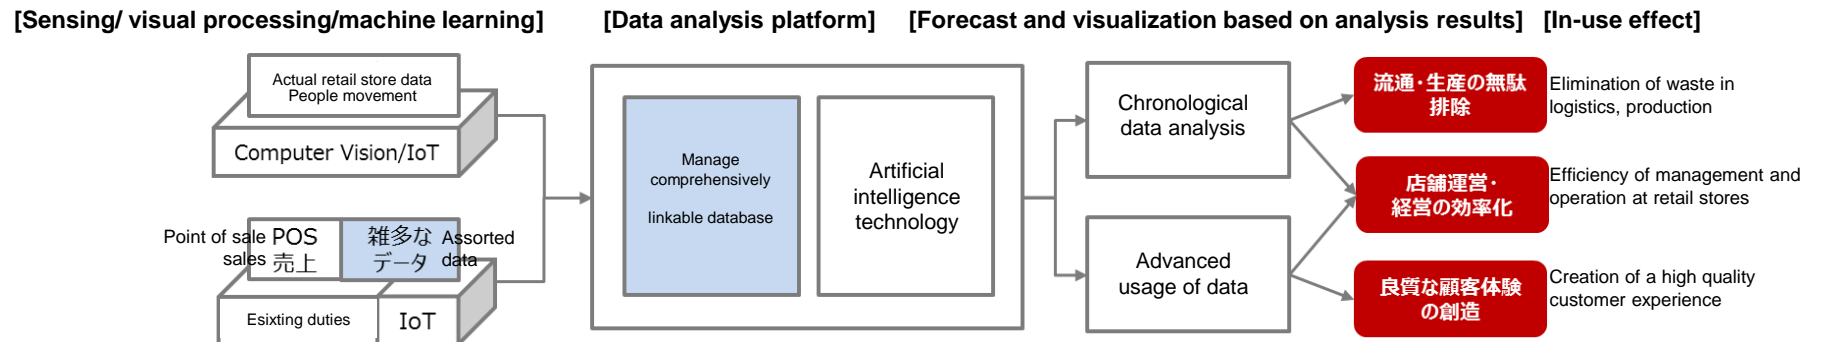 [Sensing/ visual processing/machine learning]
[Data analysis platform]
[Forecast and visualization based on analysis results]
[In-use effect]
Actual retail store data
People movement
Computer Vision/IoT
Point of sale
sales
POS
売上
雑多な
データ
Assorted
data
Esixting duties
IoT
Manage
comprehensively
linkable database
Artificial
intelligence
technology
Chronological
data analysis
Advanced
usage of data
流通・生産の無駄
排除
Elimination of waste in
logistics, production
店舗運営・
経営の効率化
Efficiency of management and
operation at retail stores
良質な顧客体験
の創造
Creation of a high quality
customer experience